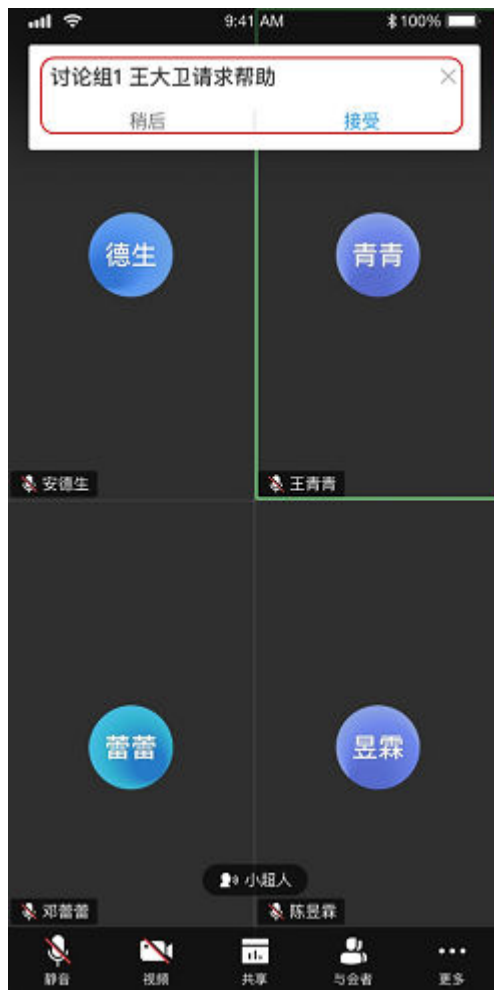 9:41 AM
100%
讨论组1 王大卫请求帮助
稍后
接受
德生
青青
安德生
王青青
蕾蕾
昱霖
小超人
邓蕾蕾
陈昱霖
静音
视频
共享
与会者
更多